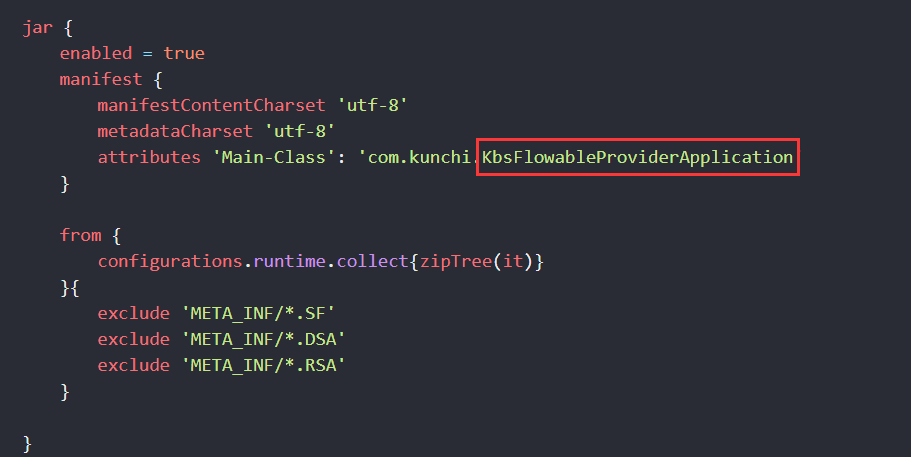 jar {
    enabled = true
    manifest {
        manifestContentCharset 'utf-8'
        metadataCharset 'utf-8'
        attributes 'Main-Class': 'com.kunchi.KbsFlowableProviderApplication'
    }

    from {
        configurations.runtime.collect{zipTree(it)}
    }{
        exclude 'META_INF/*.SF'
        exclude 'META_INF/*.DSA'
        exclude 'META_INF/*.RSA'
    }

}